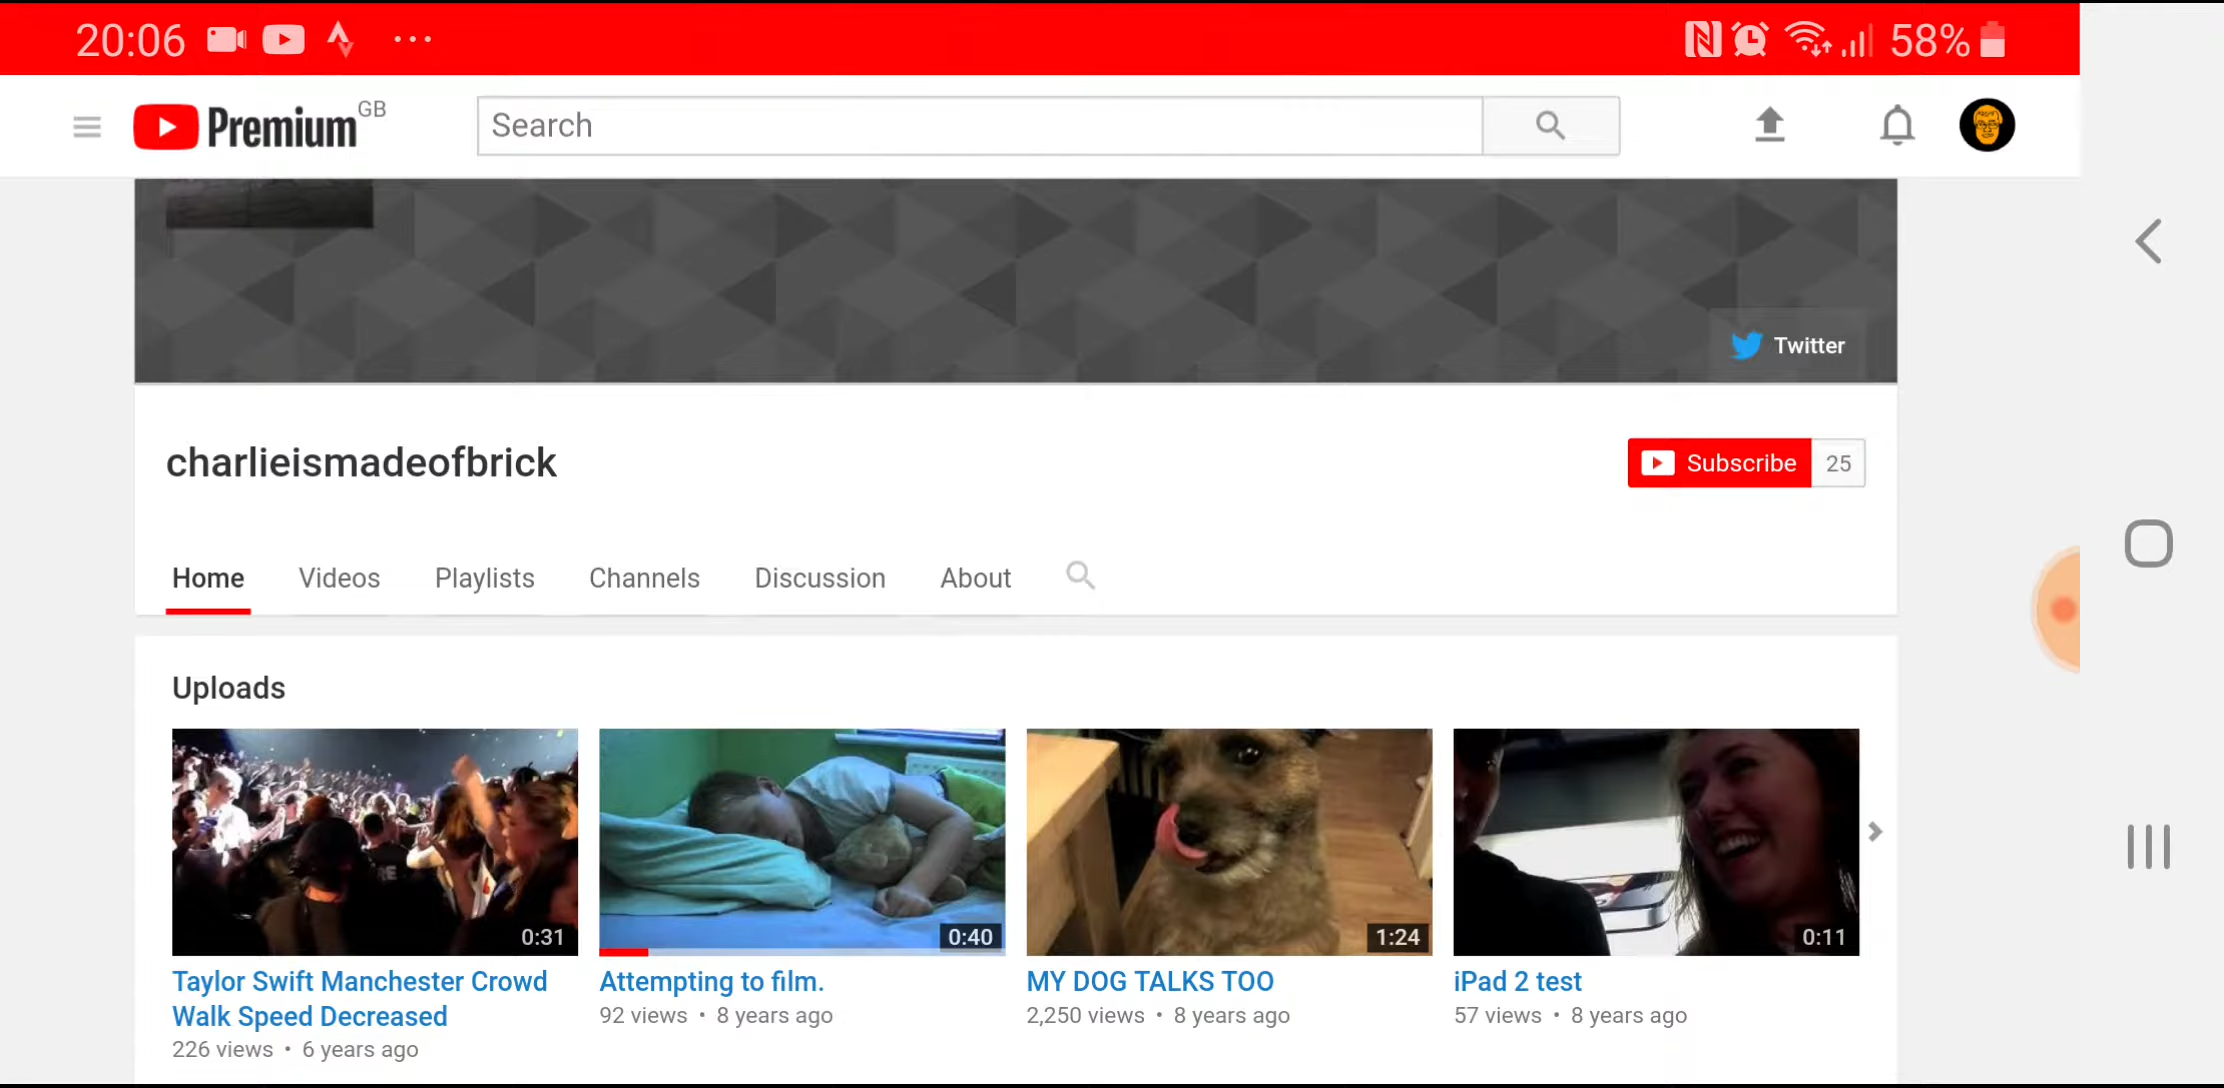 20:06 58%
Premium GB
Search
Twitter
charlieismadeofbrick
Subscribe 25
Home Videos Playlists Channels Discussion About
Uploads
0:31 0:40 1:24 0:11
Taylor Swift Manchester Crowd
Walk Speed Decreased
226 views • 6 years ago
Attempting to film.
92 views • 8 years ago
MY DOG TALKS TOO
2,250 views • 8 years ago
iPad 2 test
57 views • 8 years ago